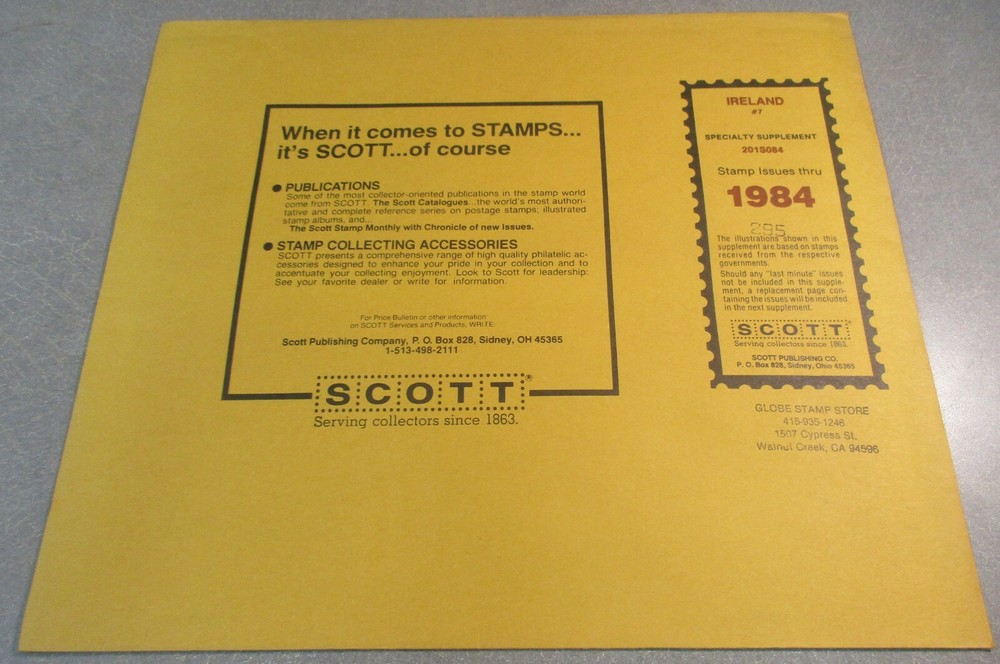 When it comes to STAMPS...
it's SCOTT...of course
● PUBLICATIONS
Some of the most collector-oriented publications in the stamp world
come from SCOTT. The Scott Catalogues...the world's most authori-
tative and complete reference series on postage stamps; illustrated
stamp albums, and...
The Scott Stamp Monthly with Chronicle of new Issues.
● STAMP COLLECTING ACCESSORIES
SCOTT presents a comprehensive range of high quality philatelic ac-
cessories designed to enhance your pride in your collection and to
accentuate your collecting enjoyment. Look to Scott for leadership:
See your favorite dealer or write for information.
For Price Bulletin or other information
on SCOTT Services and Products, WRITE:
Scott Publishing Company, P. O. Box 828, Sidney, OH 45365
1-513-498-2111
SCOTT®
Serving collectors since 1863.
IRELAND
#7
SPECIALTY SUPPLEMENT
201S084
Stamp Issues thru
1984
295
The illustrations shown in this
supplement are based on stamps
received from the respective
governments.
Should any "last minute" issues
not be included in this supple-
ment, a replacement page con-
taining the issues will be included
in the next supplement.
SCOTT®
Serving collectors since 1863.
SCOTT PUBLISHING CO.
P. O. Box 828, Sidney, Ohio 45365
GLOBE STAMP STORE
415-935-1246
1507 Cypress St.
Walnut Creek, CA 94596